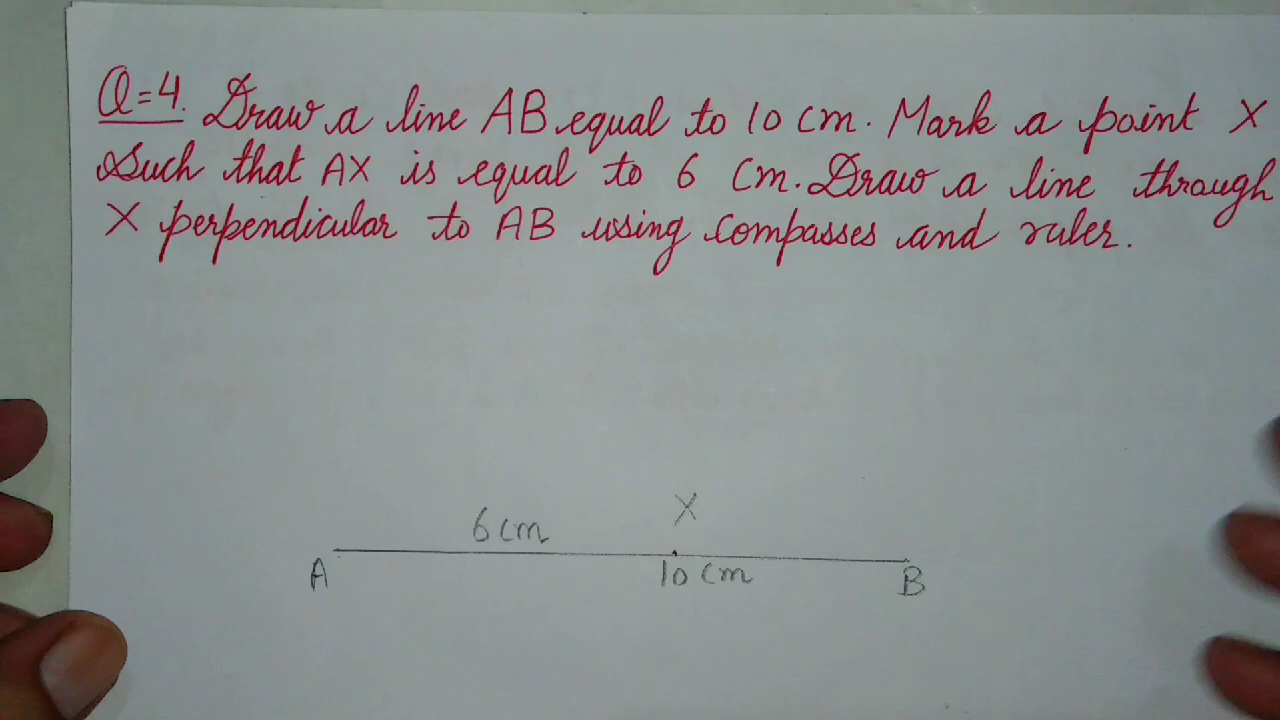 Q=4. Draw a line AB equal to 10 cm. Mark a point X
Such that AX is equal to 6 cm. Draw a line through
X perpendicular to AB using compasses and ruler.
X
6 cm
A
10 cm
B